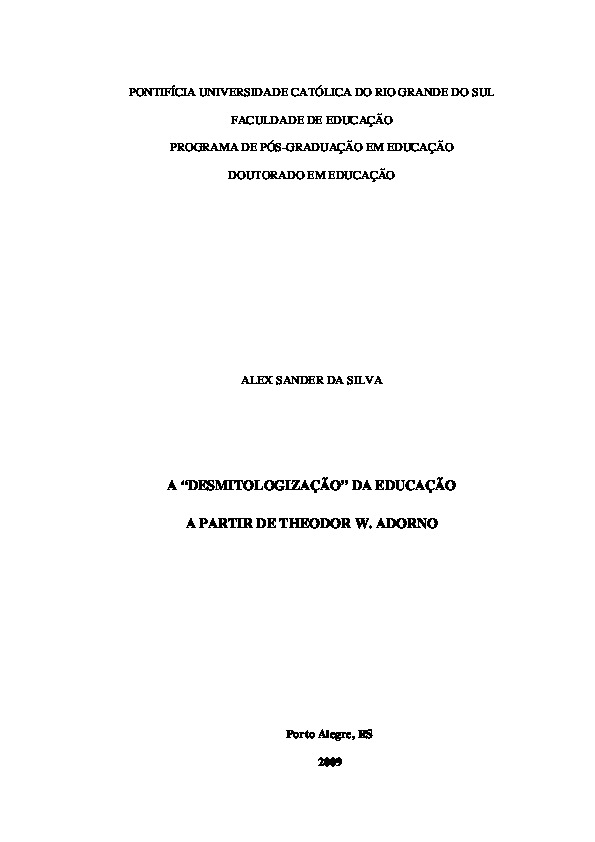 PONTIFÍCIA UNIVERSIDADE CATÓLICA DO RIO GRANDE DO SUL
FACULDADE DE EDUCAÇÃO
PROGRAMA DE PÓS-GRADUAÇÃO EM EDUCAÇÃO
DOUTORADO EM EDUCAÇÃO
ALEX SANDER DA SILVA
A “DESMITOLOGIZAÇÃO” DA EDUCAÇÃO
A PARTIR DE THEODOR W. ADORNO
Porto Alegre, RS
2009